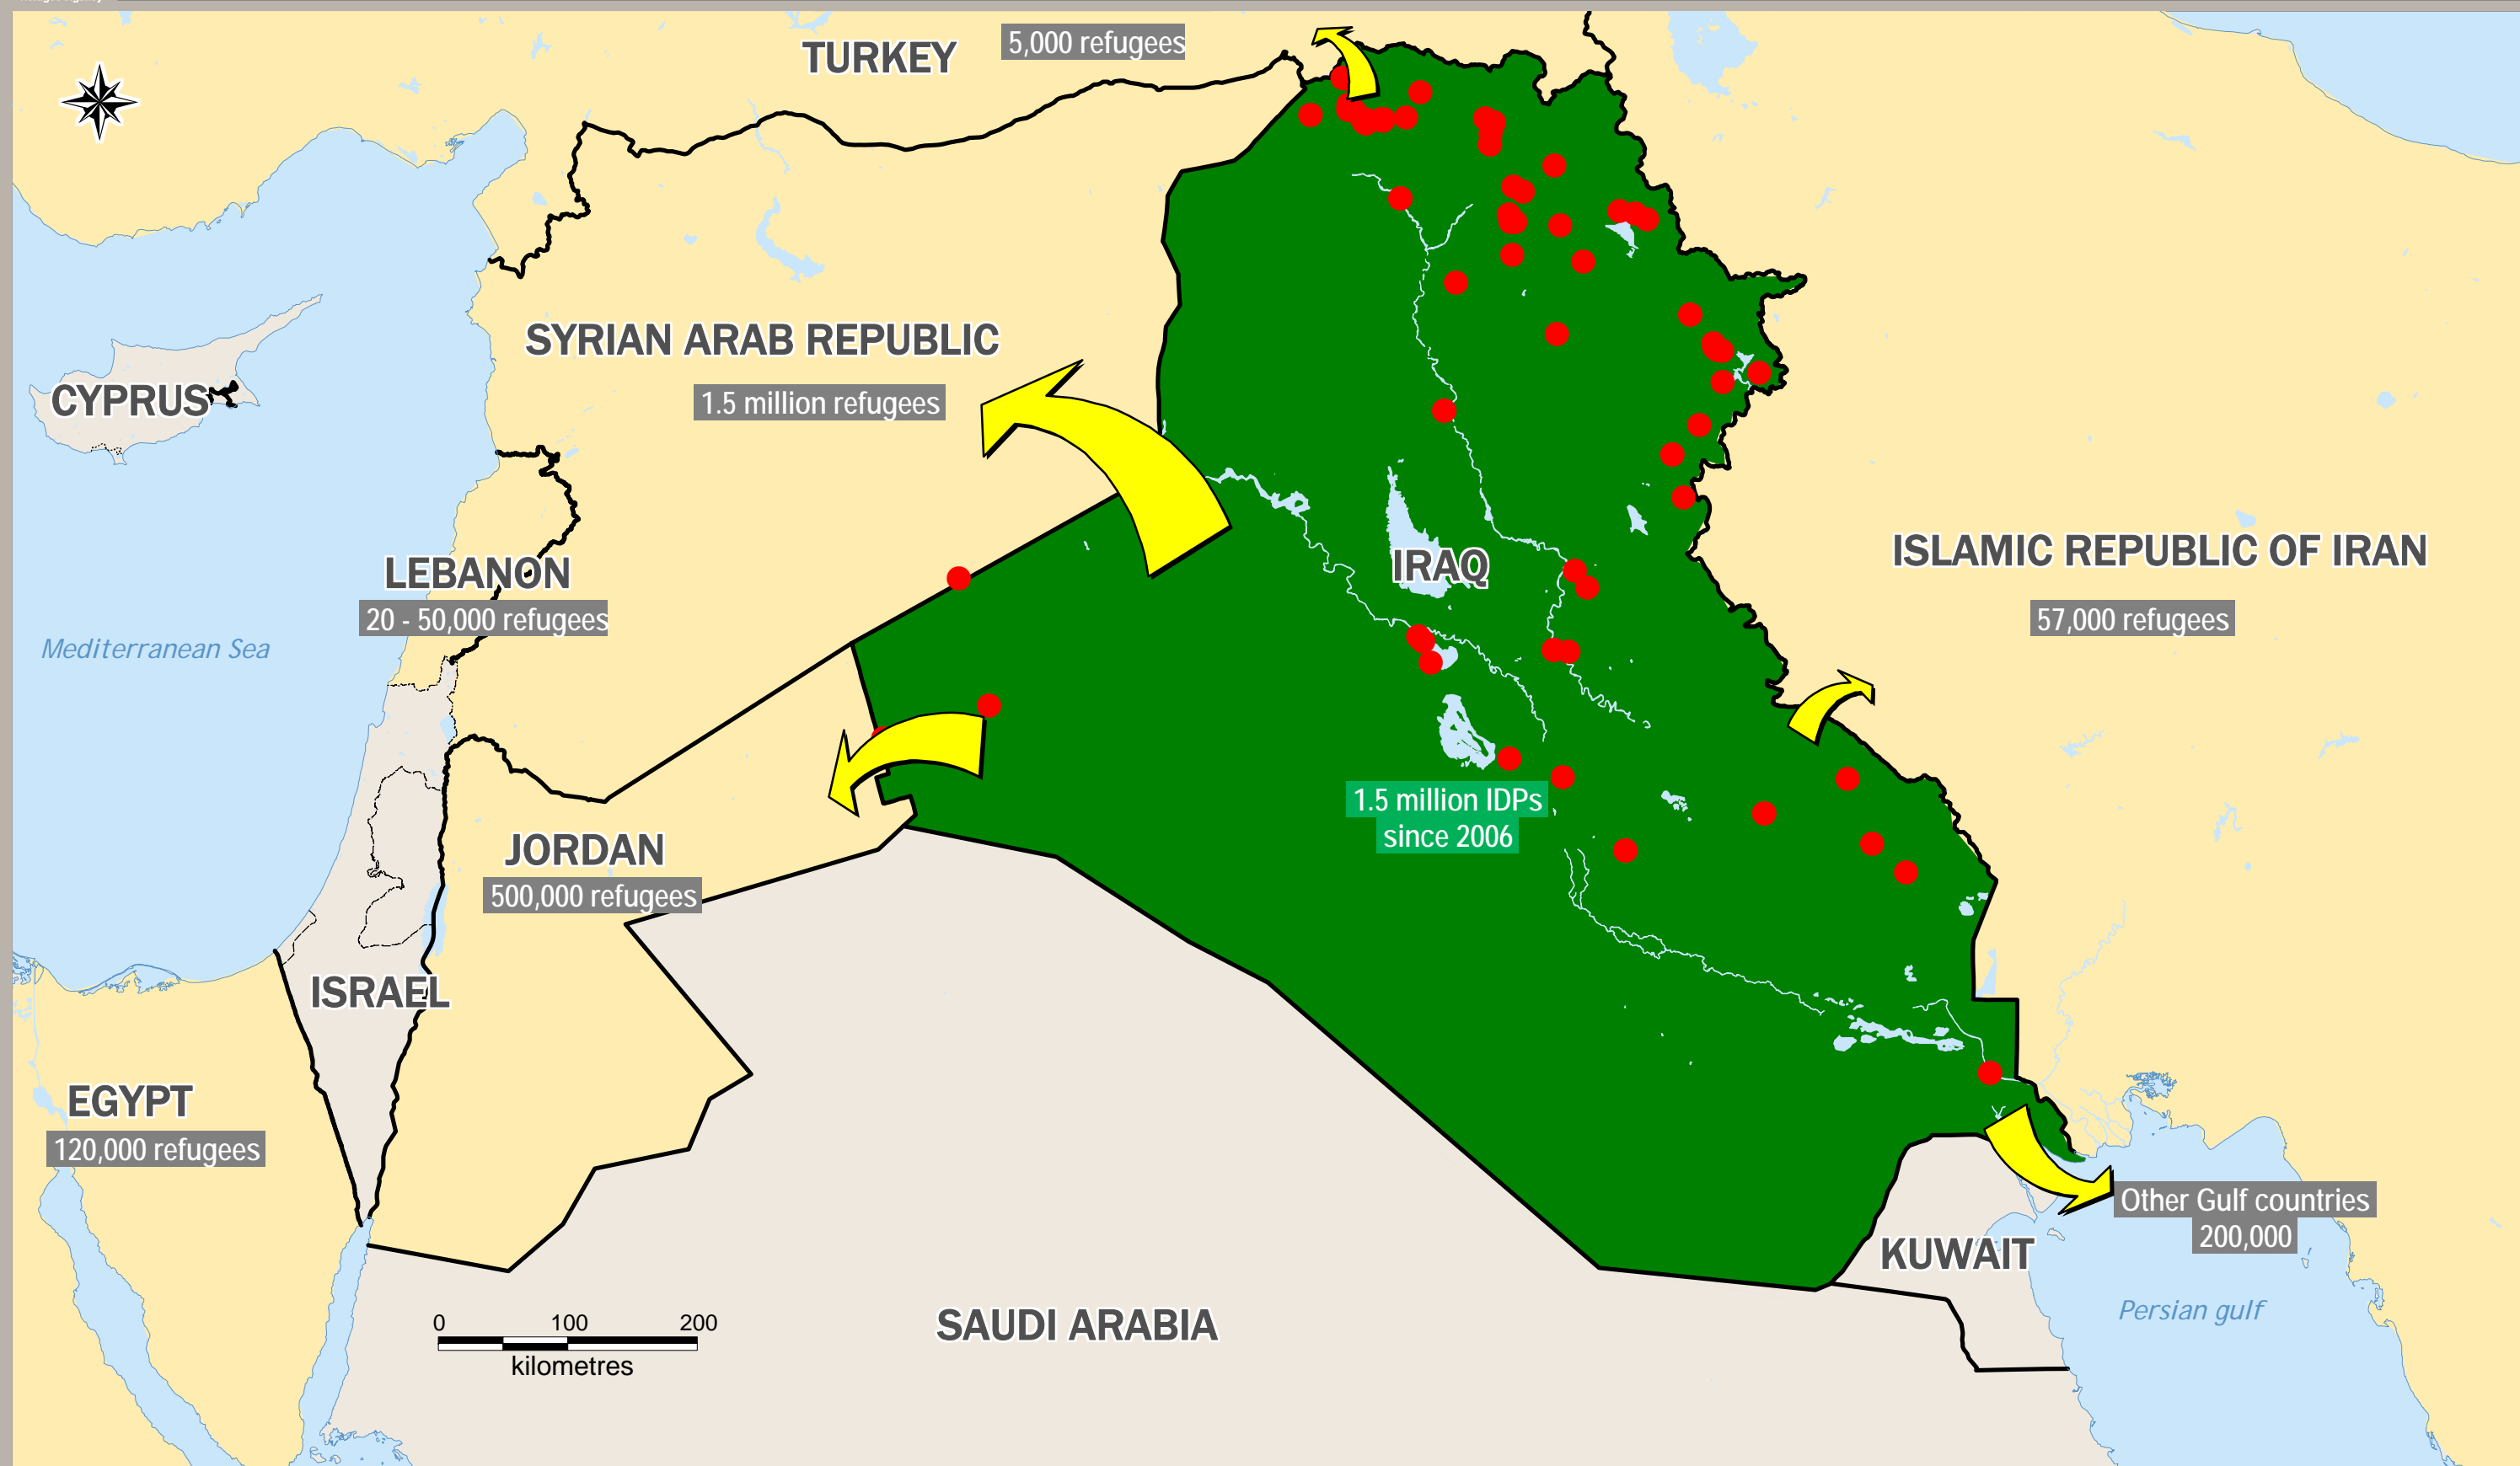 TURKEY
5,000 refugees
SYRIAN ARAB REPUBLIC
1.5 million refugees
CYPRUS
LEBANON
20 - 50,000 refugees
Mediterranean Sea
IRAQ
ISLAMIC REPUBLIC OF IRAN
57,000 refugees
1.5 million IDPs
since 2006
JORDAN
500,000 refugees
ISRAEL
EGYPT
120,000 refugees
Other Gulf countries
200,000
KUWAIT
Persian gulf
SAUDI ARABIA
0 100 200
kilometres